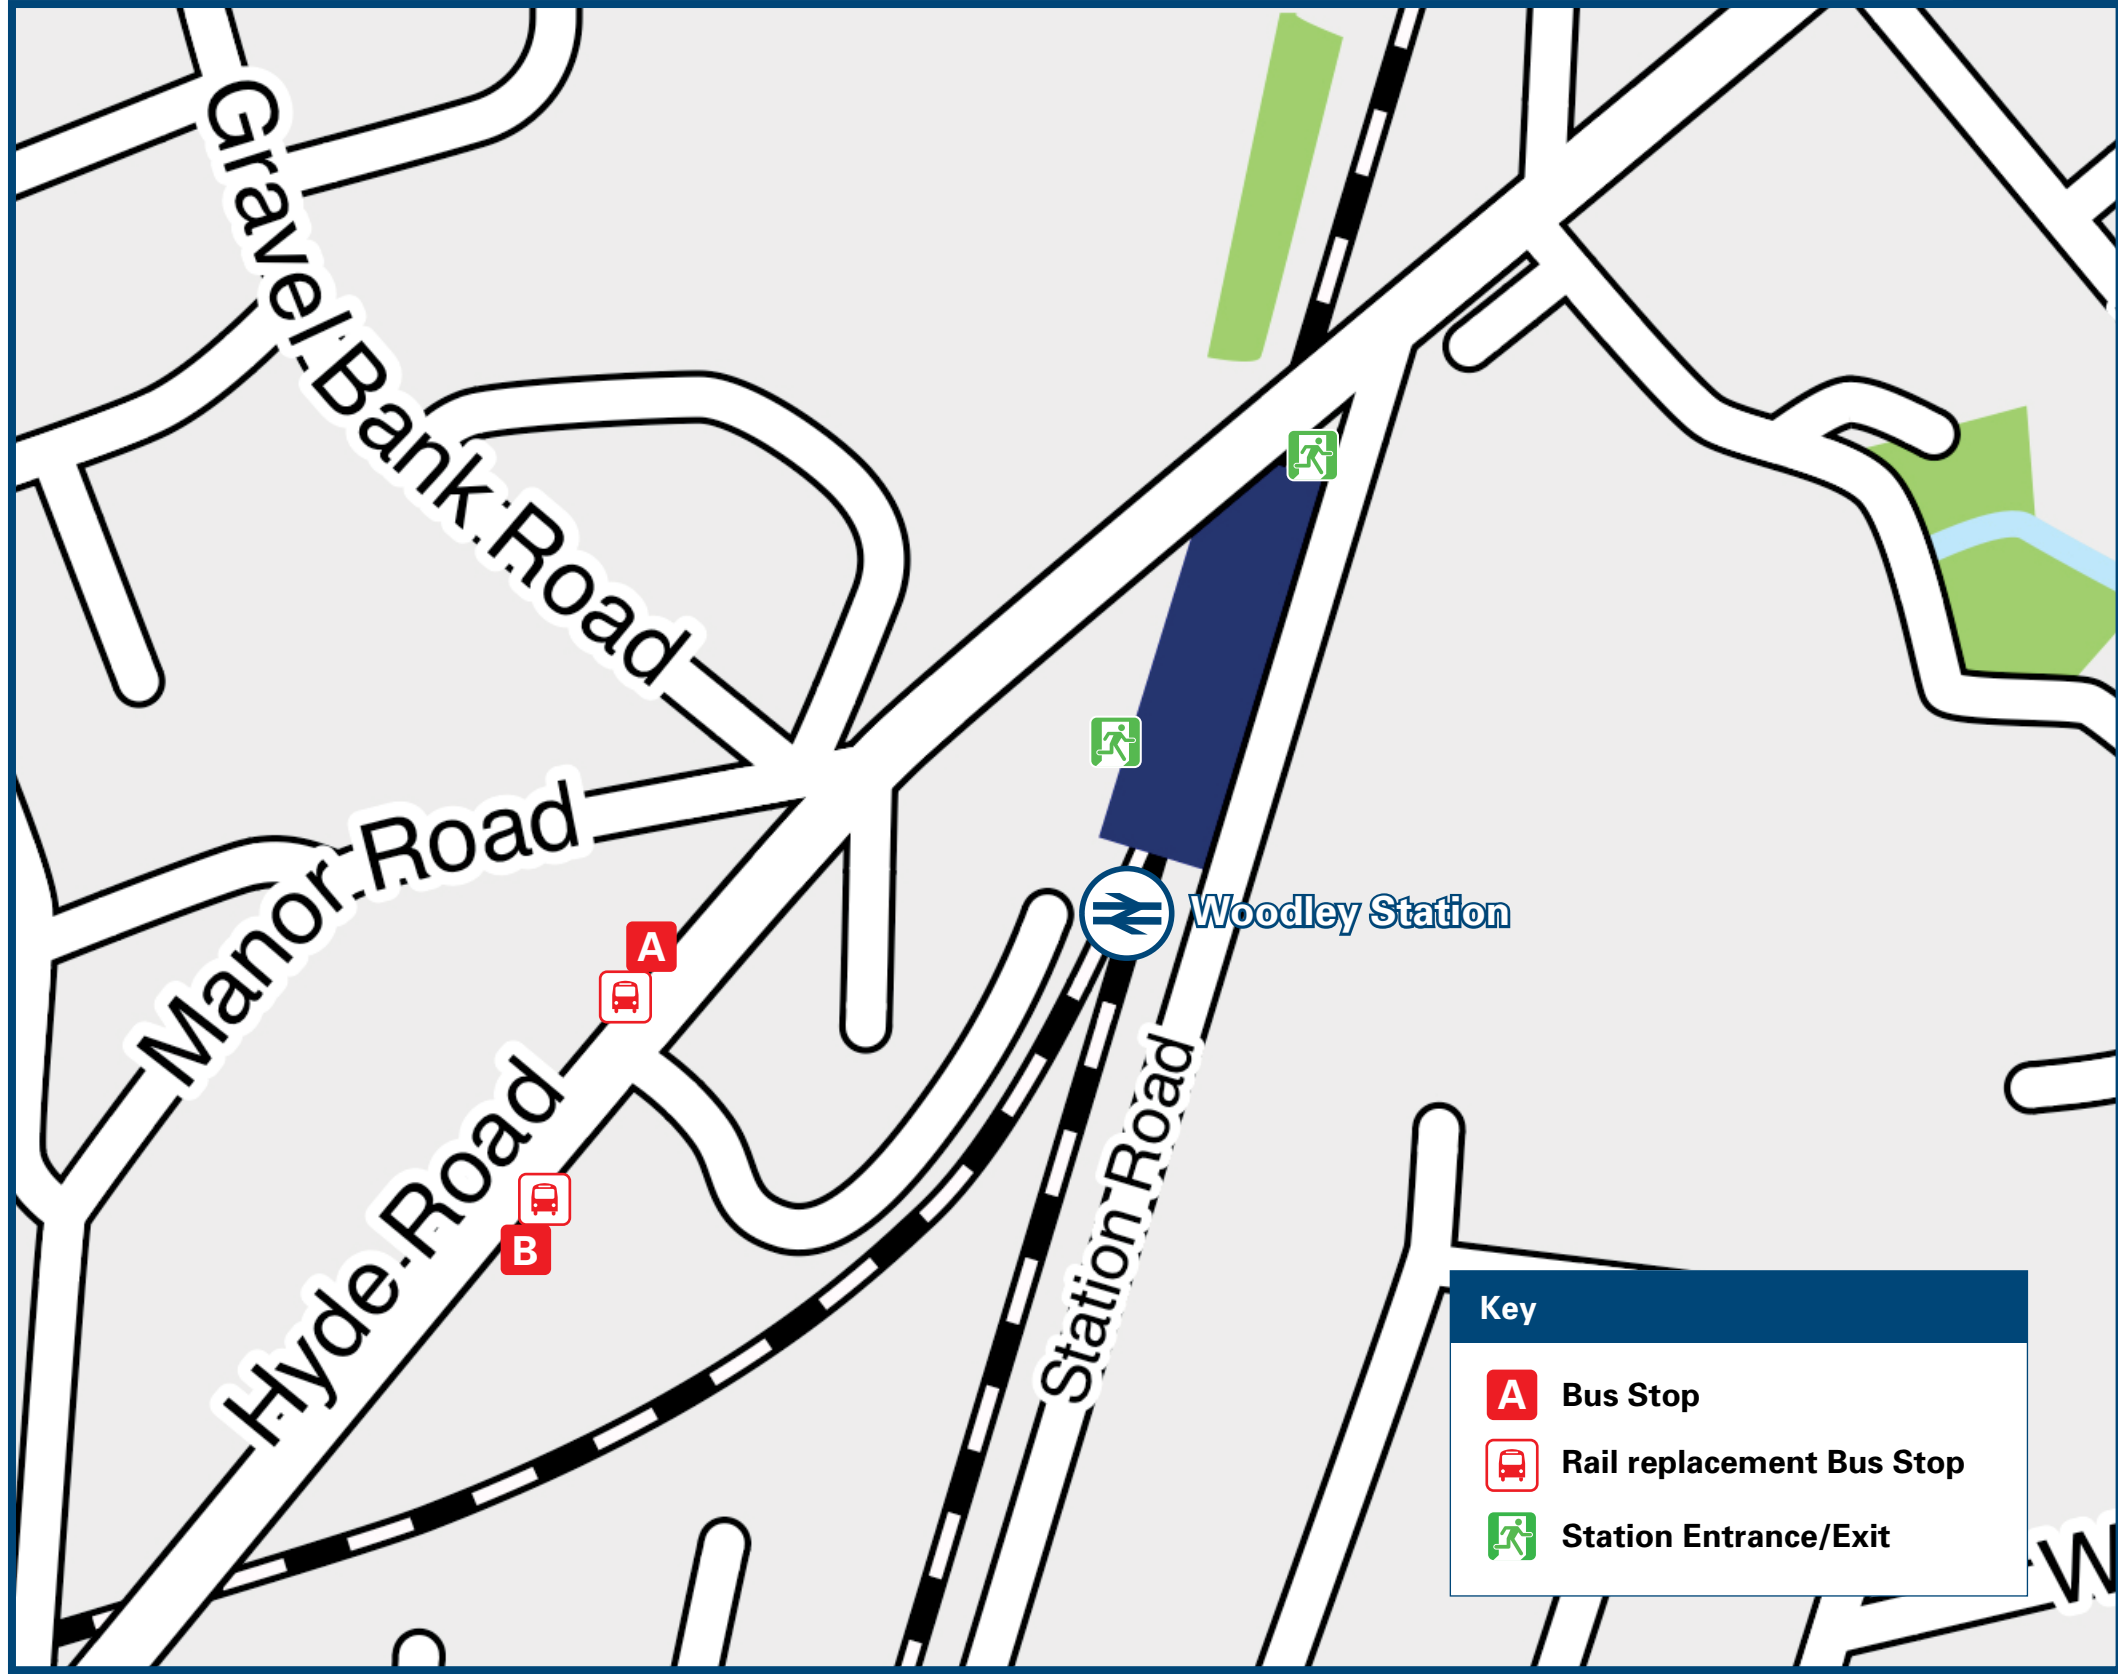 Gravel Bank Road
Manor Road
A
Woodley Station
Hyde Road
Station Road
B
Key
A Bus Stop
Rail replacement Bus Stop
Station Entrance/Exit
W